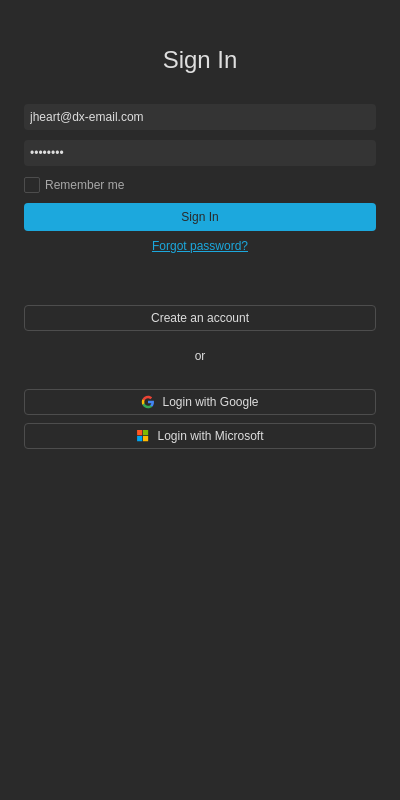 Sign In
jheart@dx-email.com
••••••••
Remember me
Sign In
Forgot password?
Create an account
or
Login with Google
Login with Microsoft